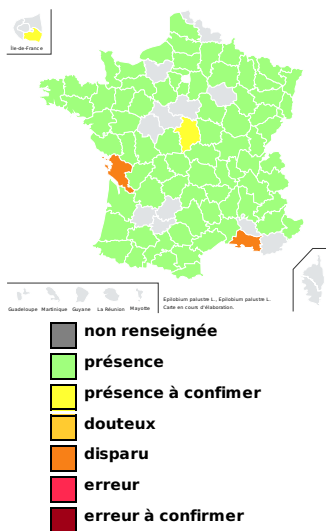 Île-de-France
Guadeloupe Martinique Guyane La Réunion Mayotte
Epilobium palustre L., Epilobium palustre L.
Carte en cours d'élaboration.
non renseignée
présence
présence à confimer
douteux
disparu
erreur
erreur à confirmer